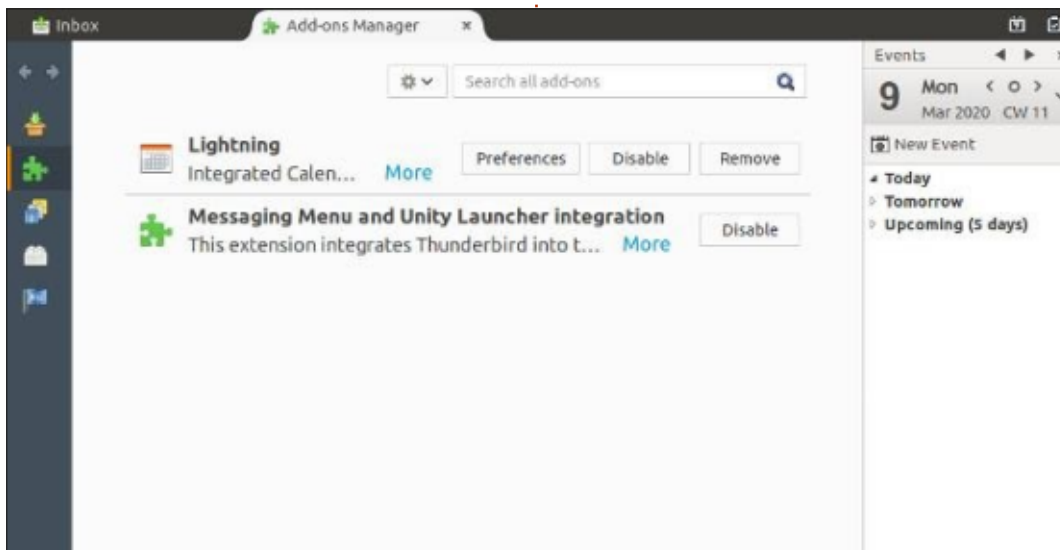 Inbox
Add-ons Manager
Search all add-ons
Lightning
Integrated Calen... More
Preferences
Disable
Remove
Messaging Menu and Unity Launcher integration
This extension integrates Thunderbird into t... More
Disable
Events
9
Mon
Mar 2020 CW 11
New Event
Today
Tomorrow
Upcoming (5 days)